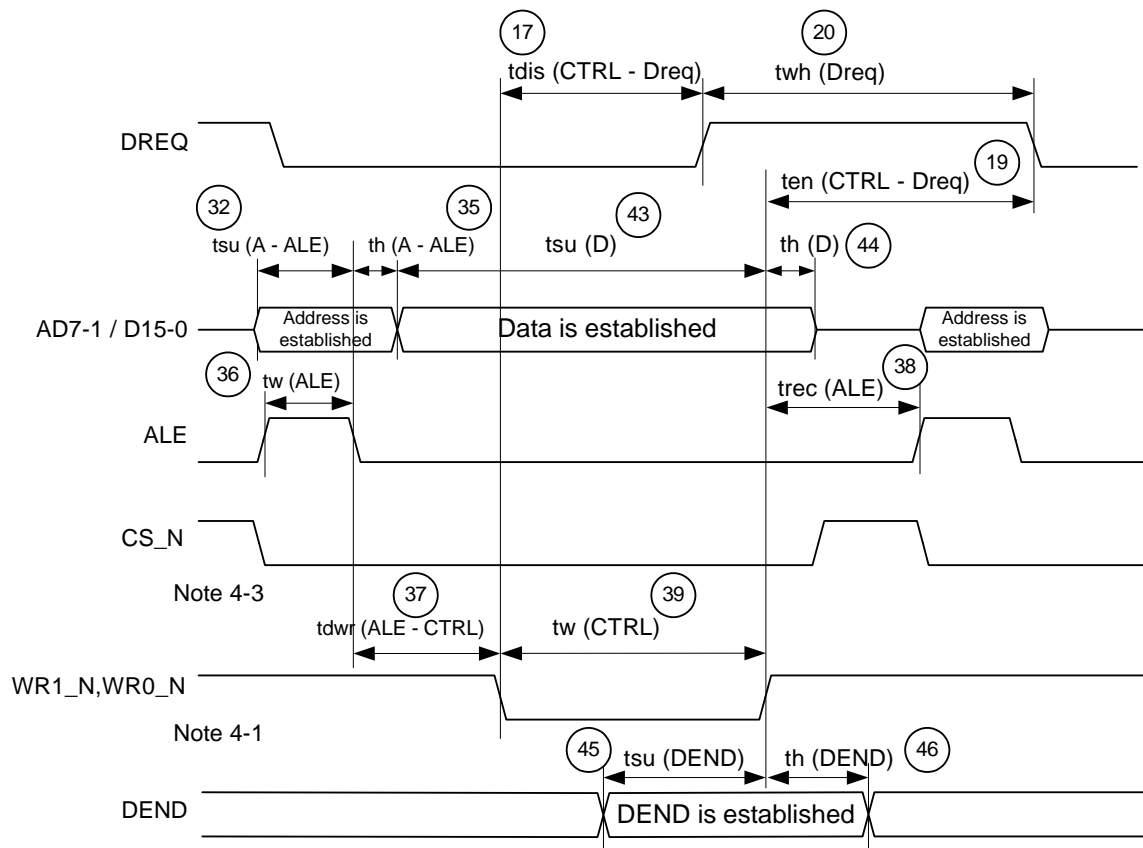 17
20
tdis (CTRL - Dreq)
twh (Dreq)
DREQ
19
ten (CTRL - Dreq)
32
35
43
tsu (A - ALE)
th (A - ALE)
tsu (D)
th (D)
44
AD7-1 / D15-0
Address is
established
Data is established
Address is
established
36
tw (ALE)
38
trec (ALE)
ALE
CS_N
Note 4-3
37
39
tdwr (ALE - CTRL)
tw (CTRL)
WR1_N,WR0_N
Note 4-1
45
tsu (DEND)
th (DEND)
46
DEND
DEND is established